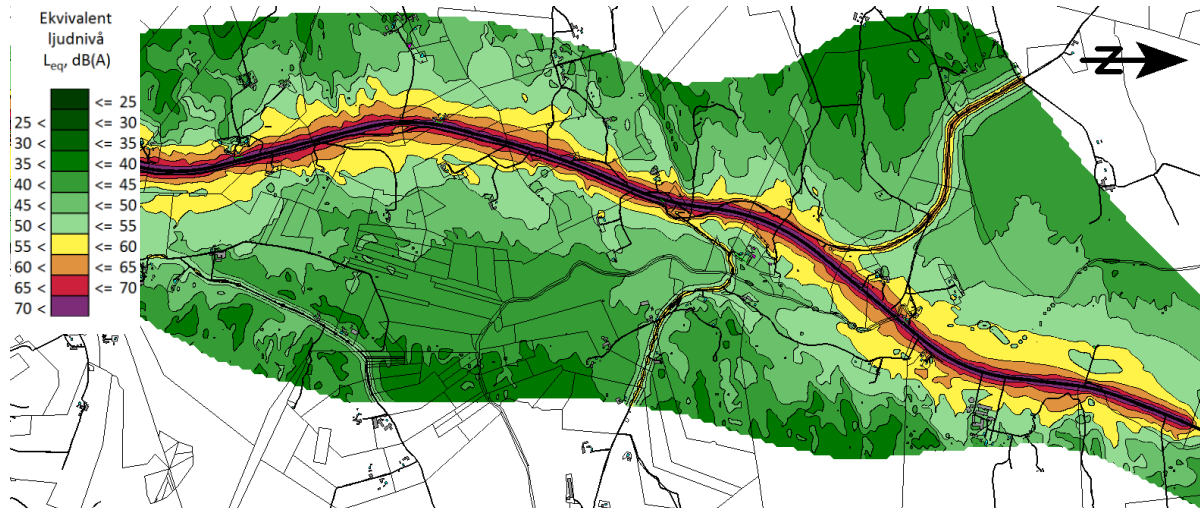 Ekvivalent
ljudnivå
Leq, dB(A)
<= 25
25 < <= 30
30 < <= 35
35 < <= 40
40 < <= 45
45 < <= 50
50 < <= 55
55 < <= 60
60 < <= 65
65 < <= 70
70 <
N